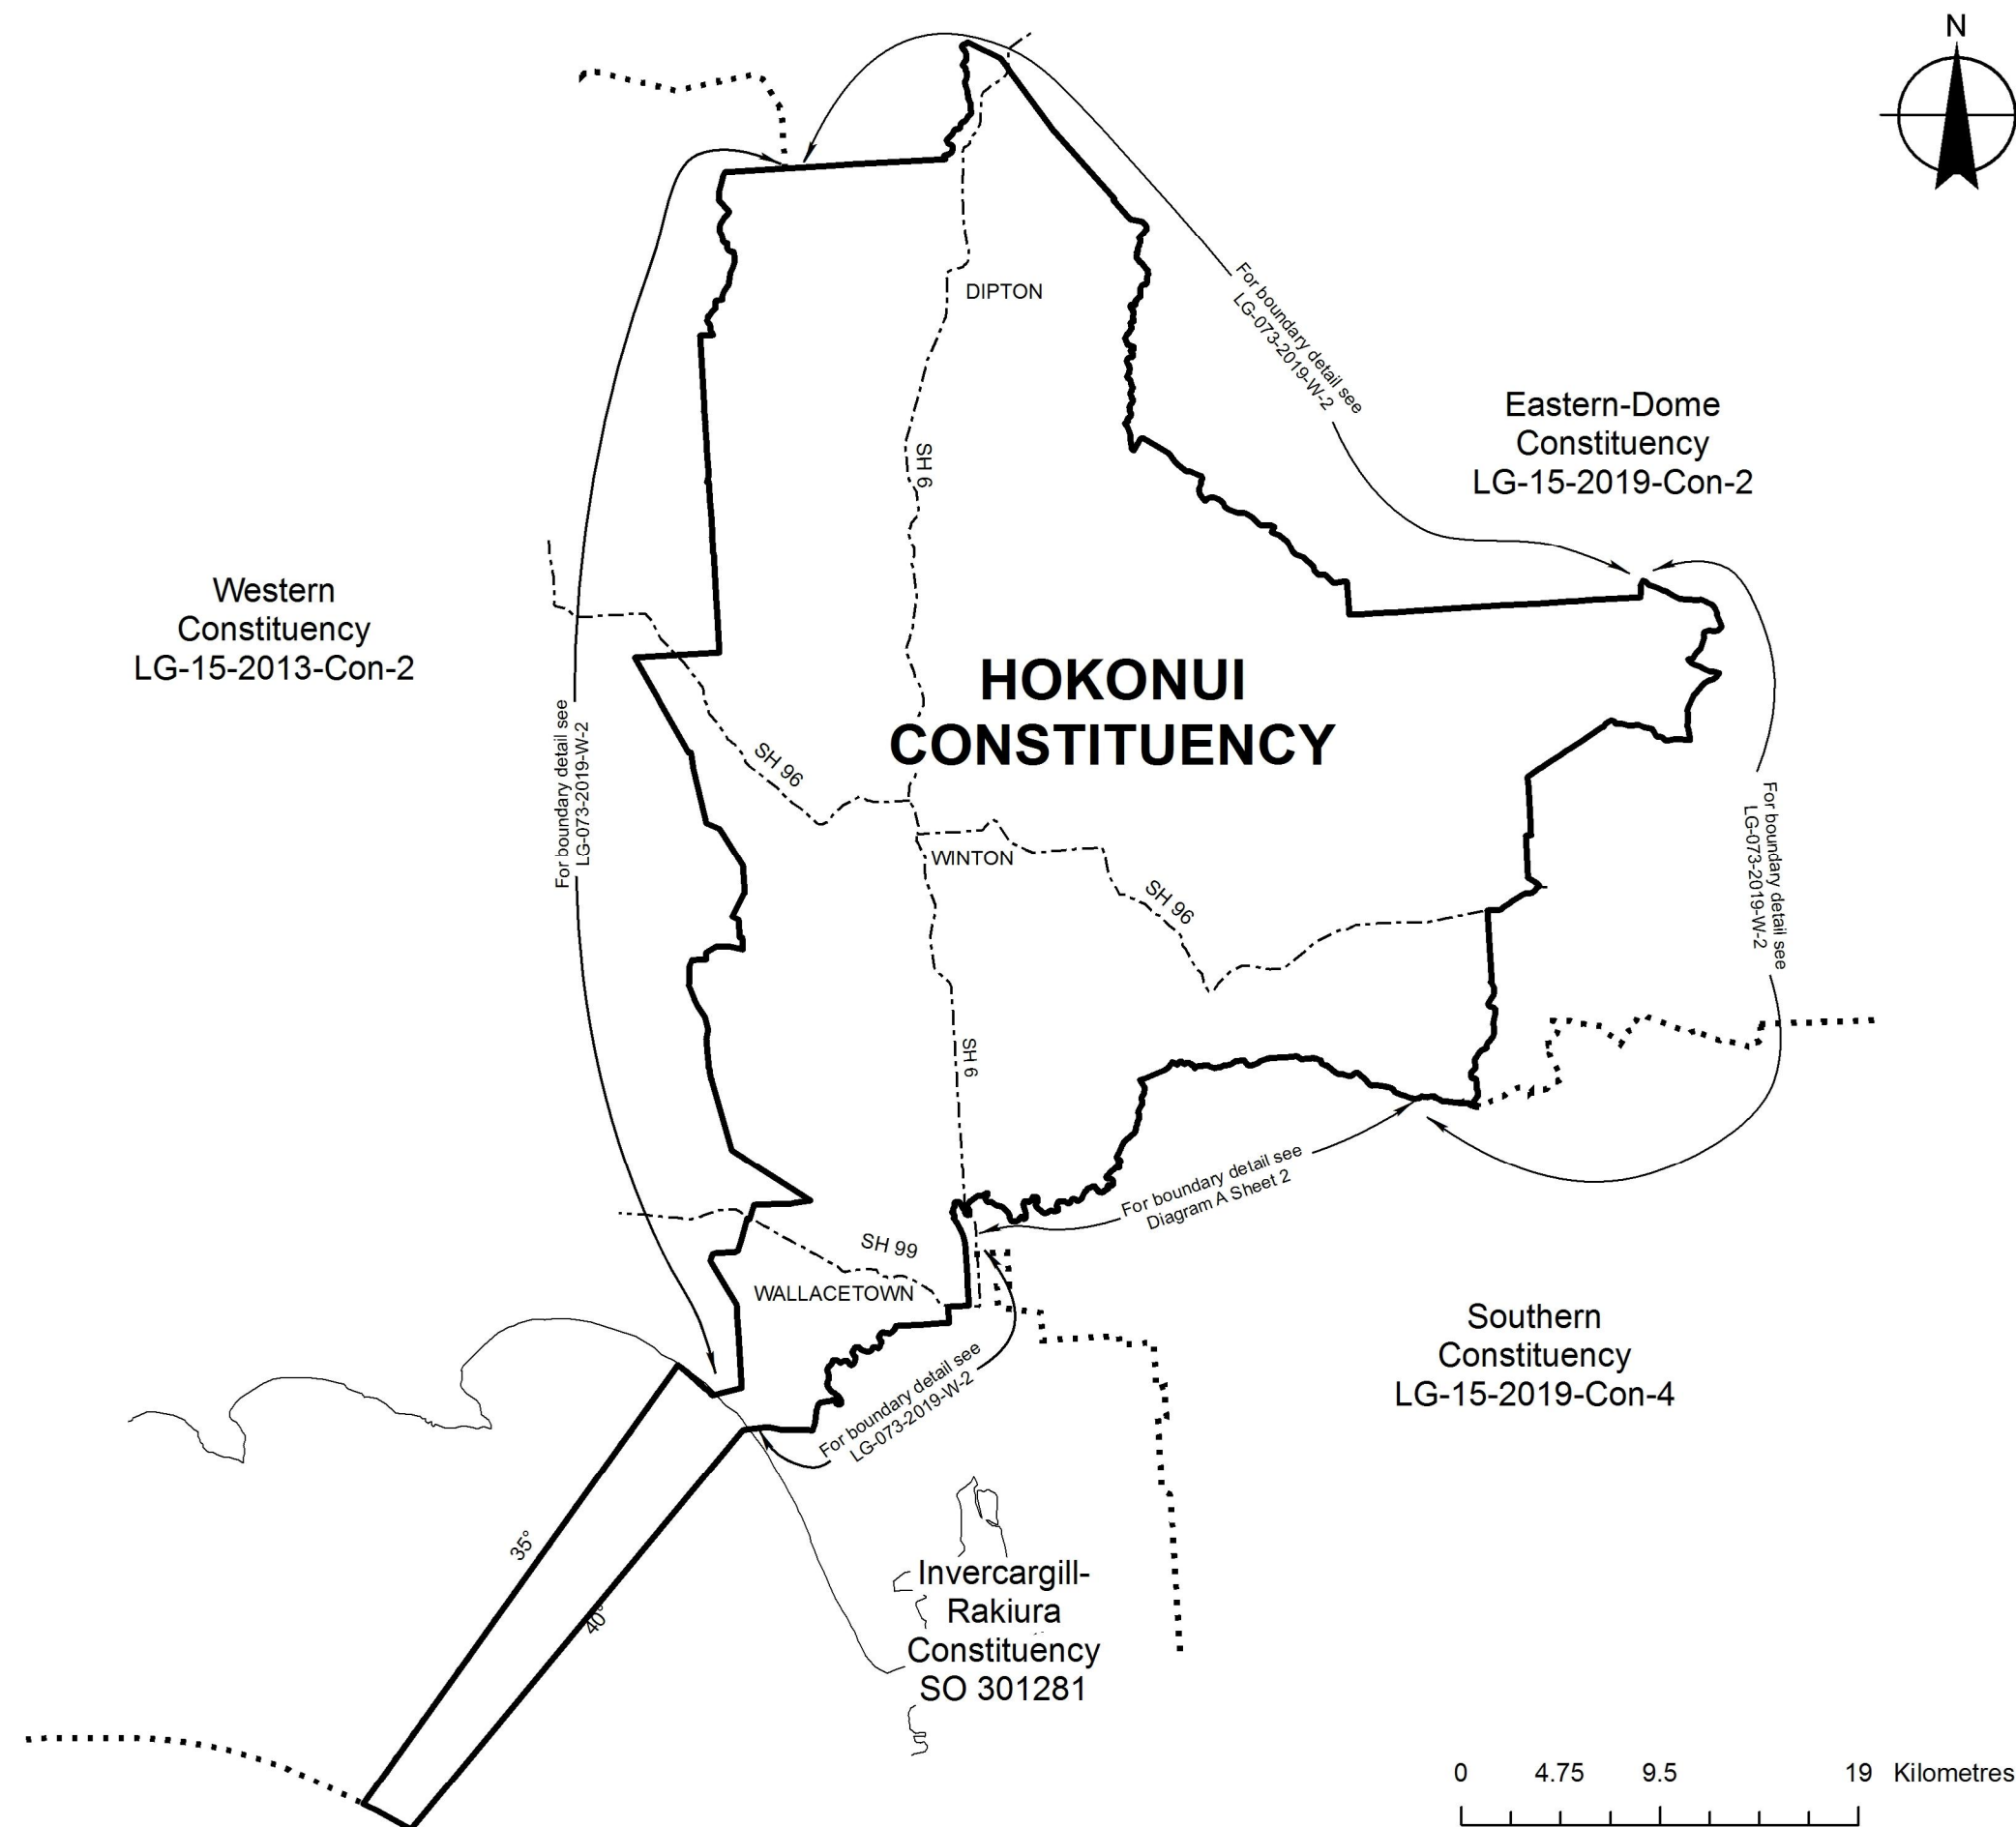 N
DIPTON
For boundary detail see
LG-073-2019-W-2
Eastern-Dome
Constituency
LG-15-2019-Con-2
SH 6
Western
Constituency
LG-15-2013-Con-2
HOKONUI
CONSTITUENCY
For boundary detail see
LG-073-2019-W-2
SH 96
WINTON
SH 96
For boundary detail see
LG-073-2019-W-2
SH 6
For boundary detail see
Diagram A Sheet 2
SH 99
WALLACETOWN
Southern
Constituency
LG-15-2019-Con-4
For boundary detail see
LG-073-2019-W-2
35°
40°
Invercargill-
Rakiura
Constituency
SO 301281
0 4.75 9.5 19 Kilometres